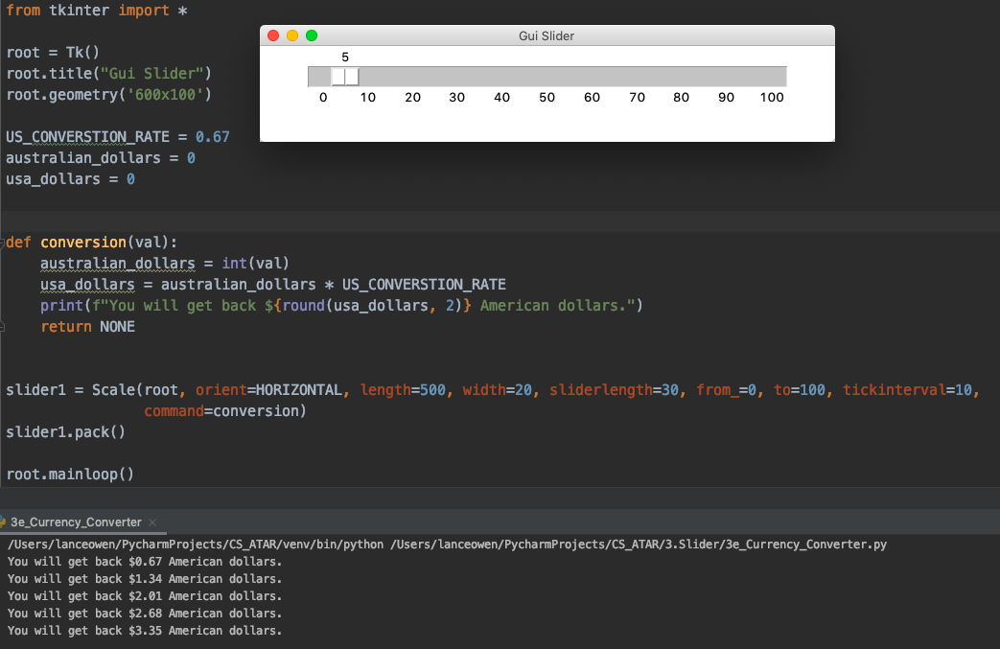 from tkinter import *
Gui Slider
root = Tk()
5
root.title("Gui Slider")
root.geometry('600x100')
0 10 20 30 40 50 60 70 80 90 100
US_CONVERSTION_RATE = 0.67
australian_dollars = 0
usa_dollars = 0
def conversion(val):
    australian_dollars = int(val)
    usa_dollars = australian_dollars * US_CONVERSTION_RATE
    print(f"You will get back ${round(usa_dollars, 2)} American dollars.")
    return NONE
slider1 = Scale(root, orient=HORIZONTAL, length=500, width=20, sliderlength=30, from_=0, to=100, tickinterval=10,
                command=conversion)
slider1.pack()
root.mainloop()
3e_Currency_Converter
/Users/lanceowen/PycharmProjects/CS_ATAR/venv/bin/python /Users/lanceowen/PycharmProjects/CS_ATAR/3.Slider/3e_Currency_Converter.py
You will get back $0.67 American dollars.
You will get back $1.34 American dollars.
You will get back $2.01 American dollars.
You will get back $2.68 American dollars.
You will get back $3.35 American dollars.